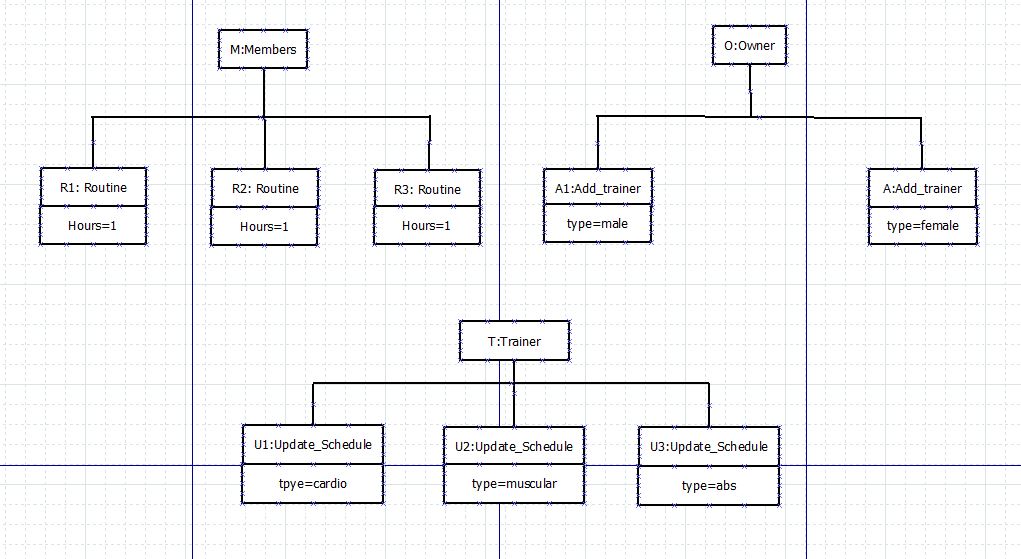 M:Members
O:Owner
R1: Routine
Hours=1
R2: Routine
Hours=1
R3: Routine
Hours=1
A1:Add_trainer
type=male
A:Add_trainer
type=female
T:Trainer
U1:Update_Schedule
tpye=cardio
U2:Update_Schedule
type=muscular
U3:Update_Schedule
type=abs